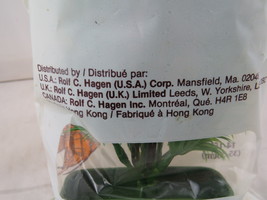 Distributed by / Distribué par:
U.S.A.: Rolf C. Hagen (U.S.A.) Corp. Mansfield, Ma. 0204
U.K.: Rolf C. Hagen (U.K.) Limited Leeds, W. Yorkshire, L
CANADA: Rolf C. Hagen Inc. Montréal, Qué. H4R 1E8
Hong Kong / Fabriqué à Hong Kong